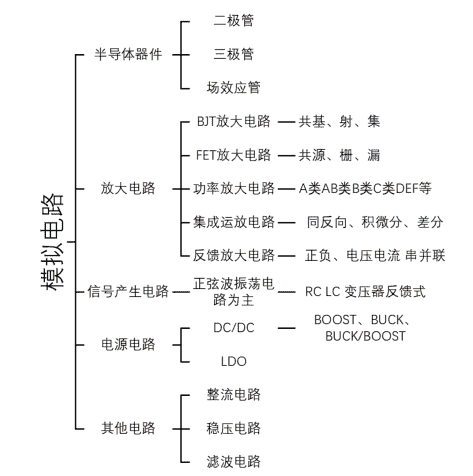 模拟电路
半导体器件
二极管
三极管
场效应管
放大电路
BJT放大电路
共基、射、集
FET放大电路
共源、栅、漏
功率放大电路
A类AB类B类C类DEF等
集成运放电路
同反向、积微分、差分
反馈放大电路
正负、电压电流 串并联
信号产生电路
正弦波振荡电
路为主
RC LC 变压器反馈式
电源电路
DC/DC
BOOST、BUCK、
BUCK/BOOST
LDO
其他电路
整流电路
稳压电路
滤波电路